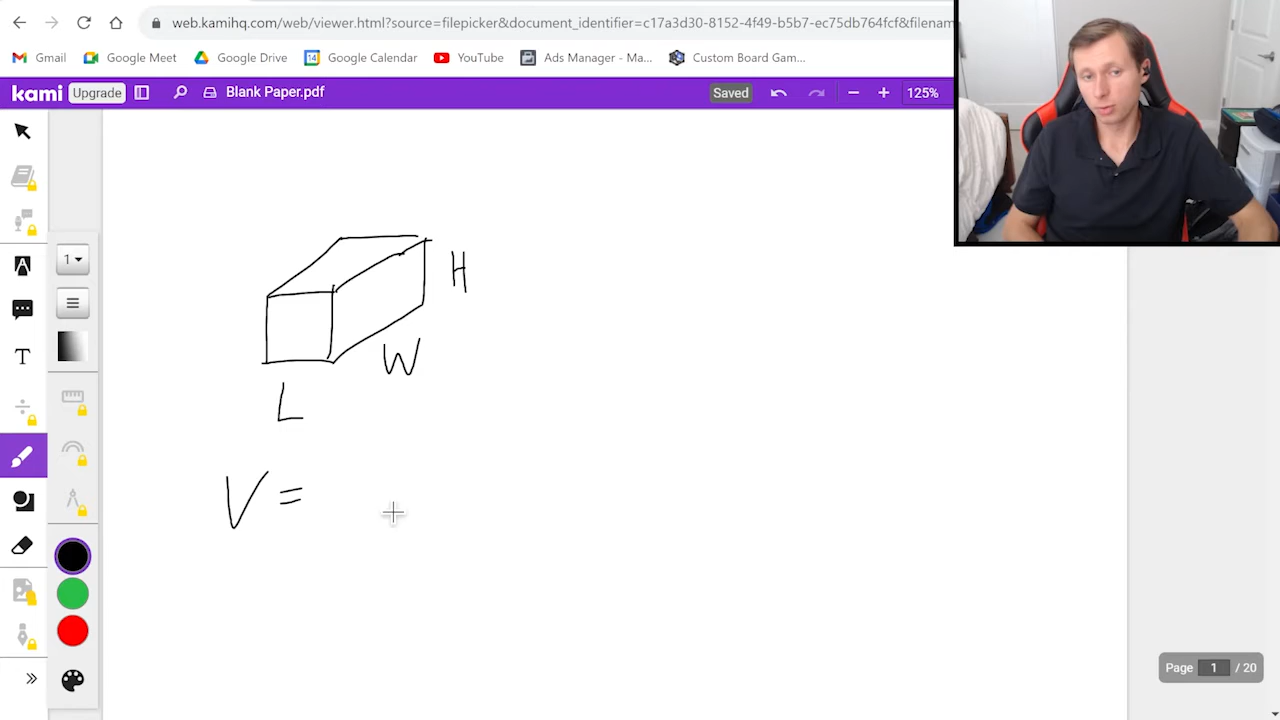 web.kamihq.com/web/viewer.html?source=filepicker&document_identifier=c17a3d30-8152-4f49-b5b7-ec75db764fcf&filenam
Gmail Google Meet Google Drive 14 Google Calendar YouTube Ads Manager - Ma... Custom Board Gam...
kami Upgrade Blank Paper.pdf Saved 125%
1
A
T
H
W
L
V =
Page 1 / 20